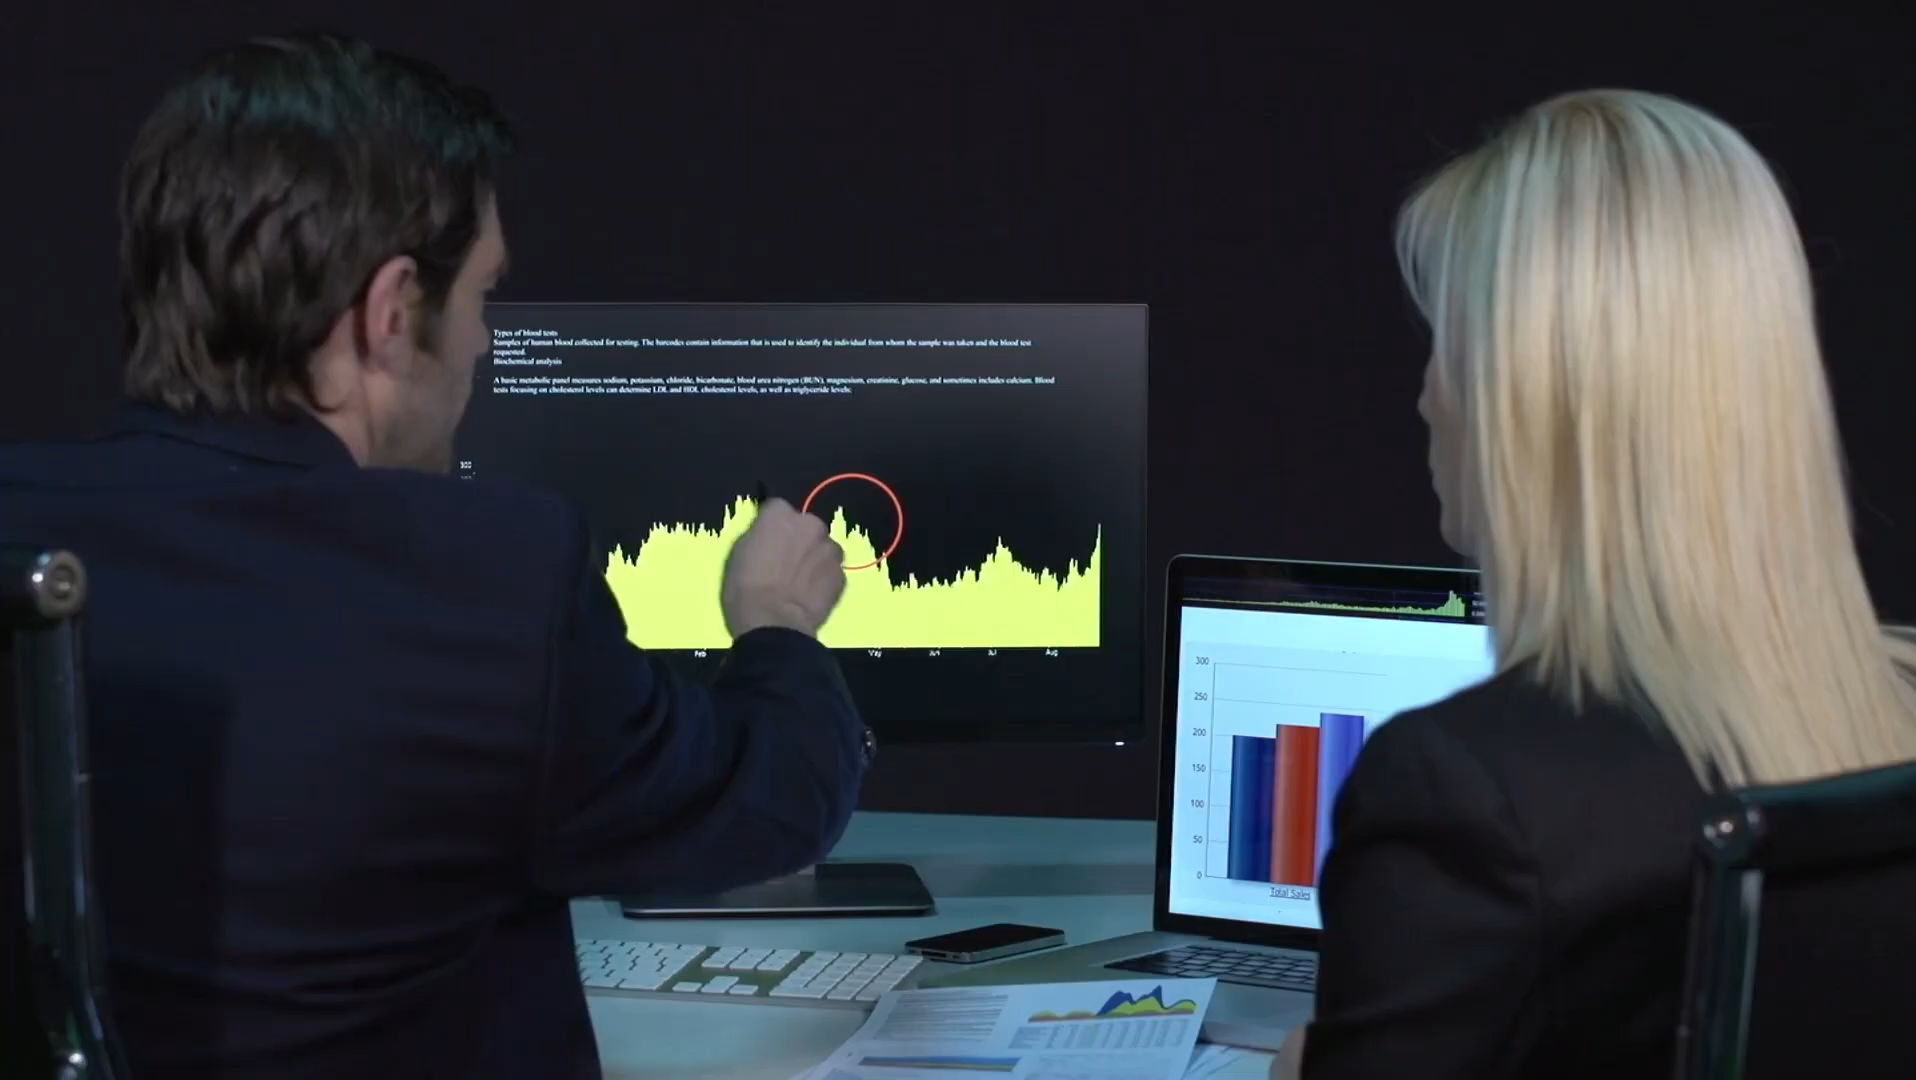 Types of blood tests
Samples of human blood collected for testing. The barcodes contain information that is used to identify the individual from whom the sample was taken and the blood test
requested.
Biochemical analysis
A basic metabolic panel measures sodium, potassium, chloride, bicarbonate, blood urea nitrogen (BUN), magnesium, creatinine, glucose, and sometimes includes calcium. Blood
tests focusing on cholesterol levels can determine LDL and HDL cholesterol levels, as well as triglyceride levels.
300
Feb
May
Jun
Jul
Aug
300
250
200
150
100
50
0
Total Sales